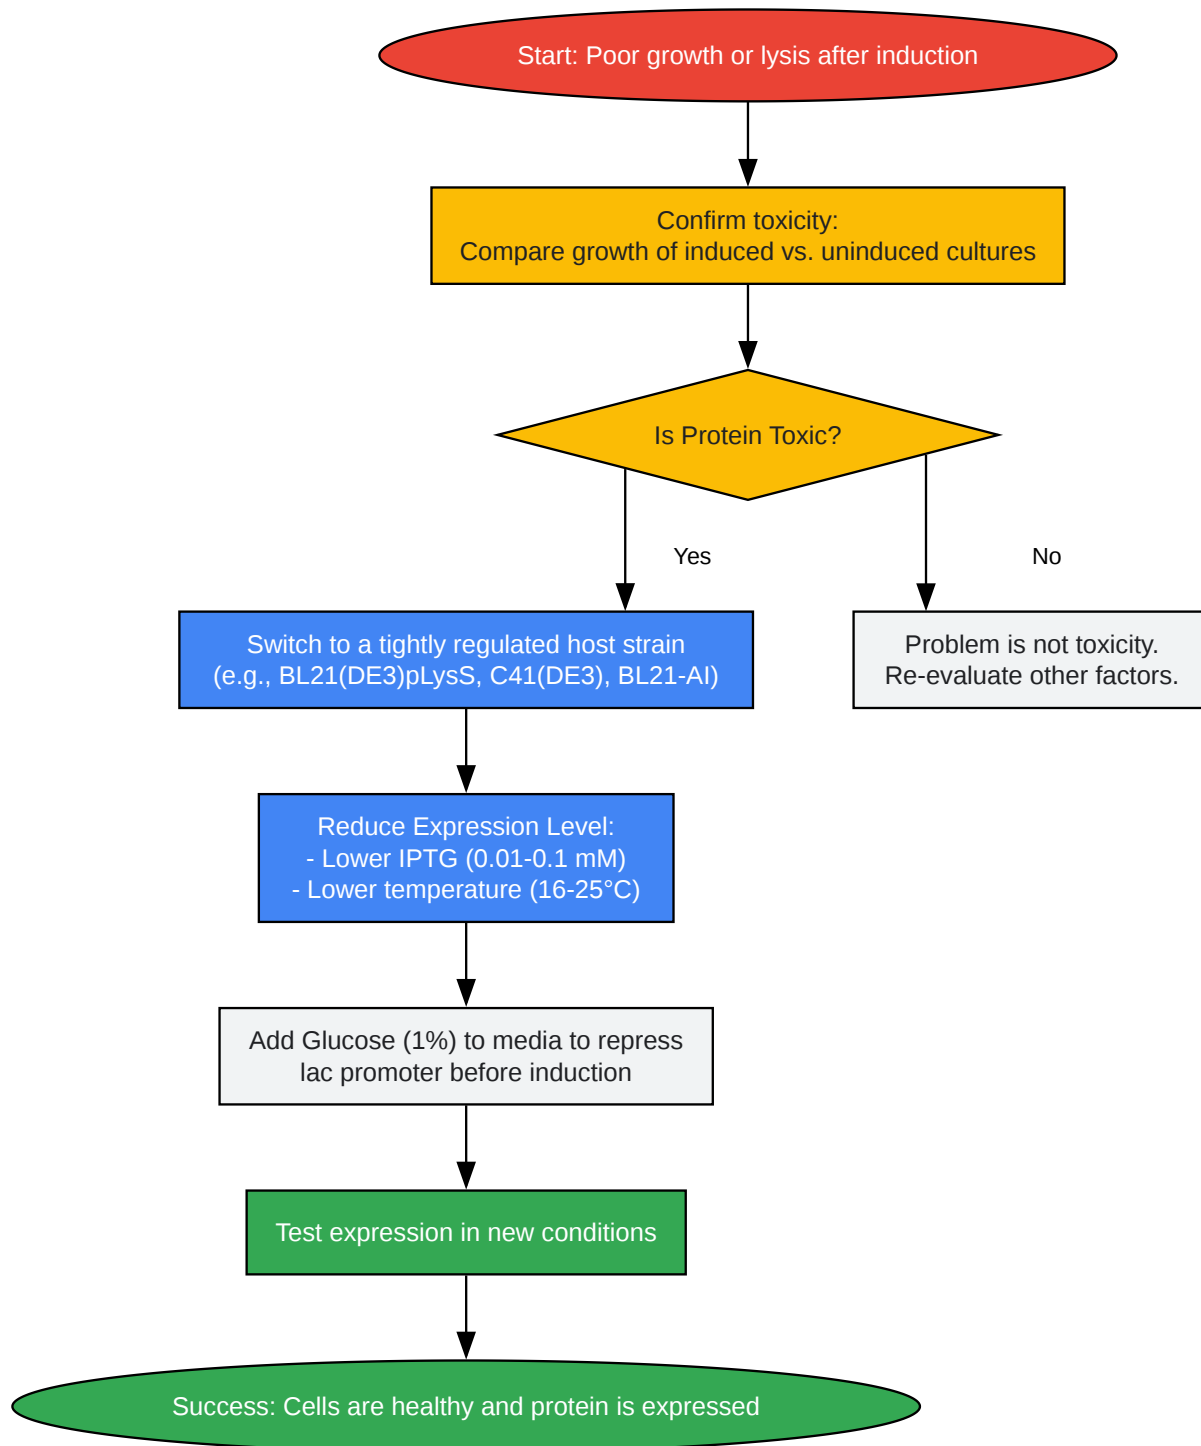 Start: Poor growth or lysis after induction
Confirm toxicity:
Compare growth of induced vs. uninduced cultures
Is Protein Toxic?
Yes
No
Switch to a tightly regulated host strain
(e.g., BL21(DE3)pLysS, C41(DE3), BL21-AI)
Problem is not toxicity.
Re-evaluate other factors.
Reduce Expression Level:
- Lower IPTG (0.01-0.1 mM)
- Lower temperature (16-25°C)
Add Glucose (1%) to media to repress
lac promoter before induction
Test expression in new conditions
Success: Cells are healthy and protein is expressed